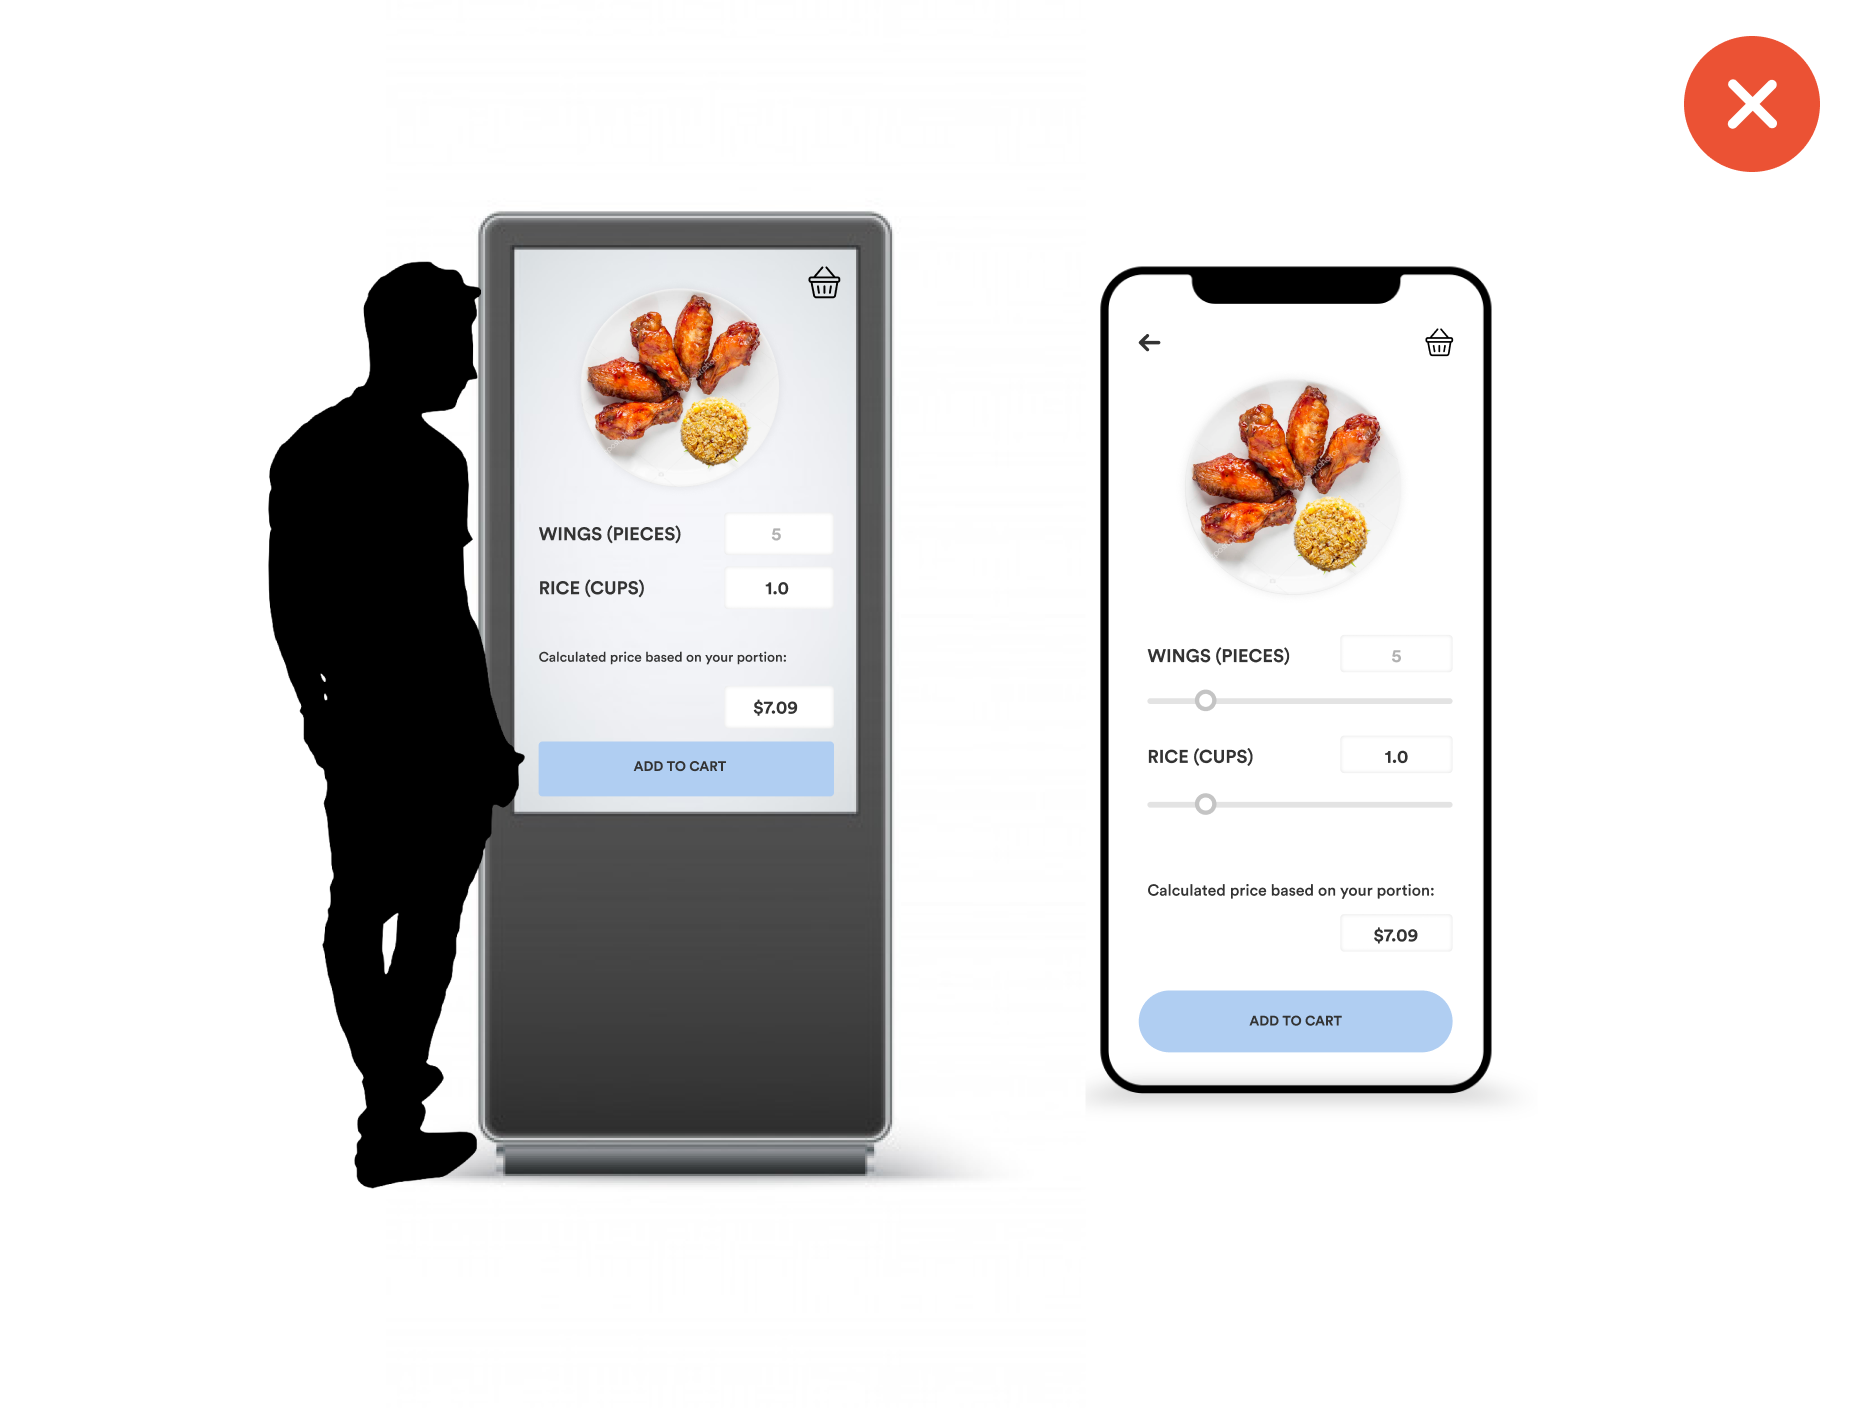 WINGS (PIECES) 5
RICE (CUPS) 1.0
Calculated price based on your portion:
$7.09
ADD TO CART
WINGS (PIECES) 5
RICE (CUPS) 1.0
Calculated price based on your portion:
$7.09
ADD TO CART